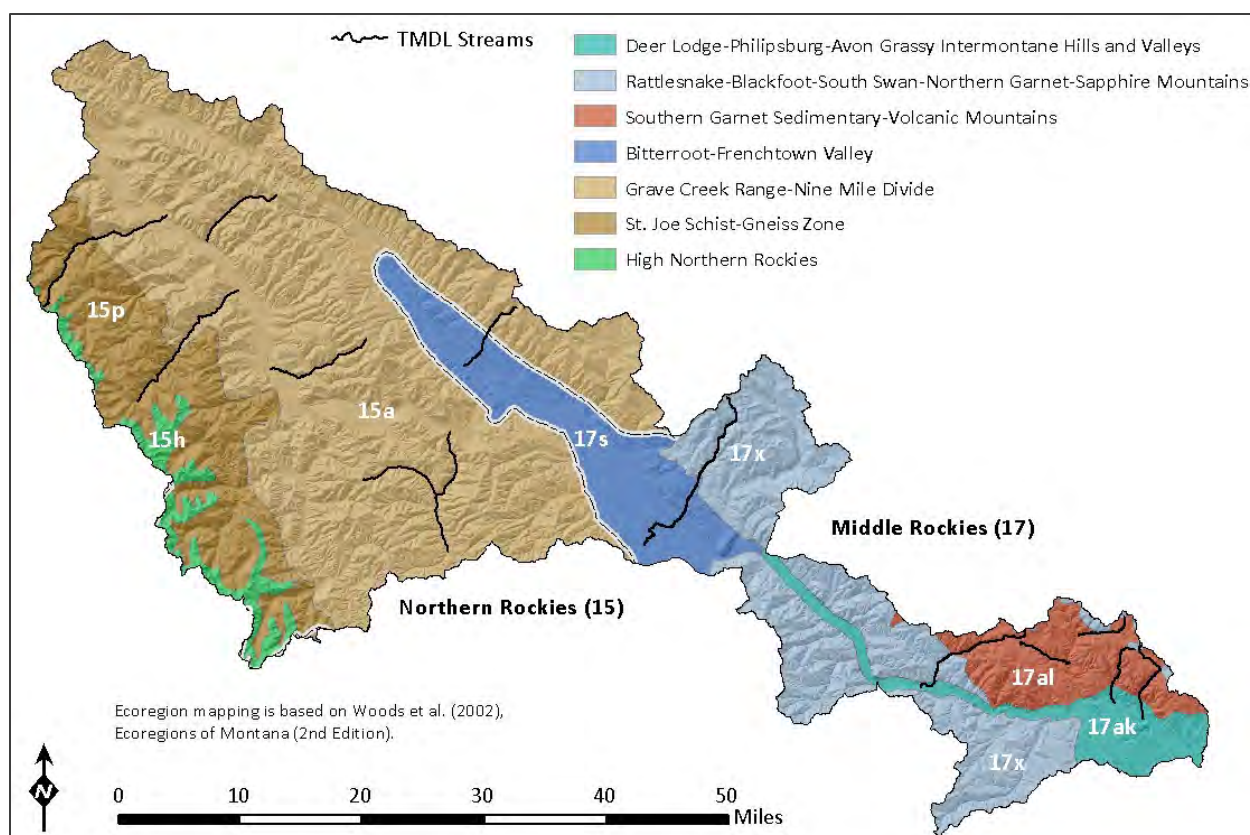 TMDL Streams
Deer Lodge-Philipsburg-Avon Grassy Intermontane Hills and Valleys
Rattlesnake-Blackfoot-South Swan-Northern Garnet-Sapphire Mountains
Southern Garnet Sedimentary-Volcanic Mountains
Bitterroot-Frenchtown Valley
Grave Creek Range-Nine Mile Divide
St. Joe Schist-Gneiss Zone
High Northern Rockies
15p
15h
15a
17s
17x
Middle Rockies (17)
Northern Rockies (15)
17al
17ak
17x
Ecoregion mapping is based on Woods et al. (2002),
Ecoregions of Montana (2nd Edition).
N
0 10 20 30 40 50
Miles